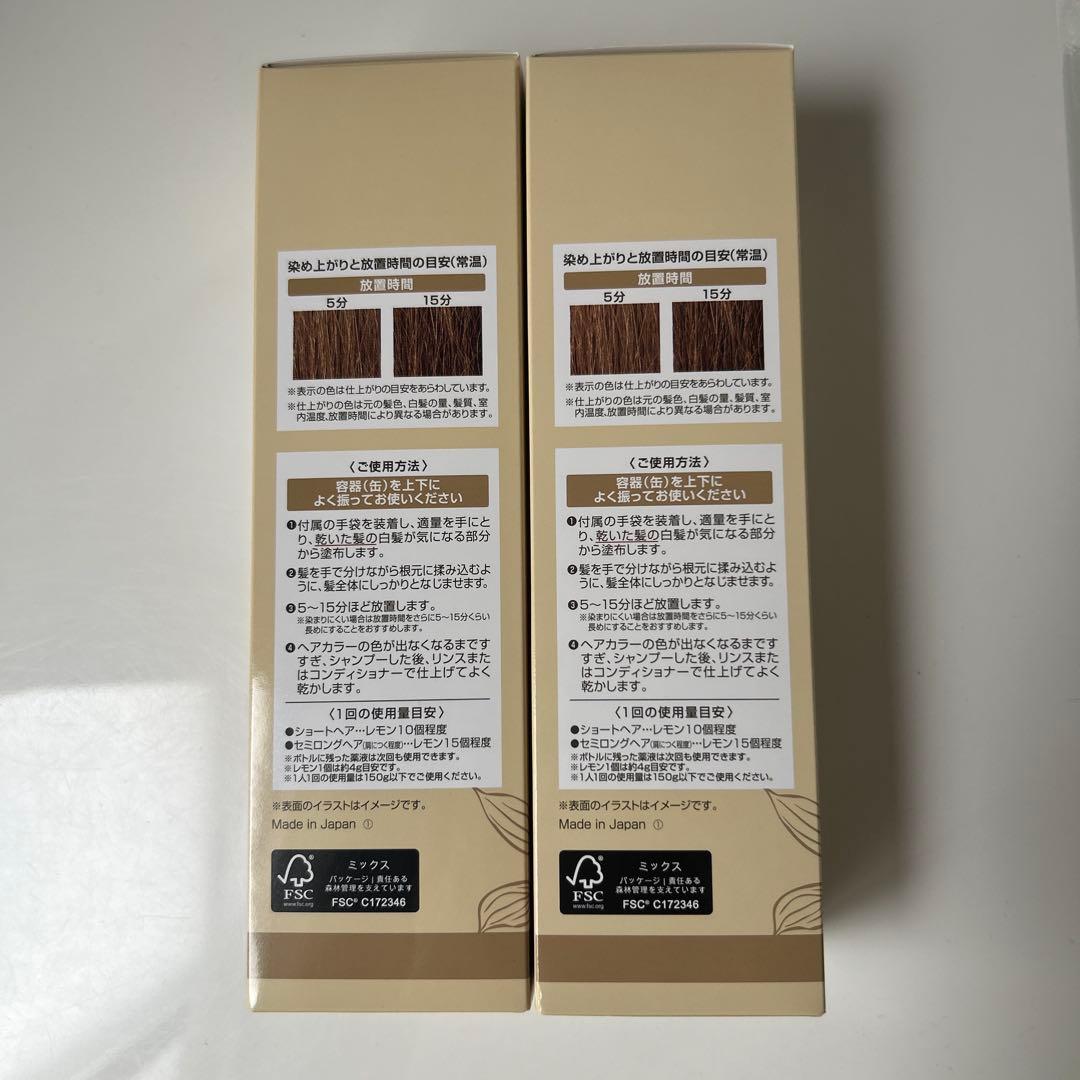 染め上がりと放置時間の目安(常温)
放置時間
5分 15分
※表示の色は仕上がりの目安をあらわしています。
※仕上がりの色は元の髪色、白髪の量、髪質、室
内温度、放置時間により異なる場合があります。
〈ご使用方法〉
容器(缶)を上下に
よく振ってお使いください
❶付属の手袋を装着し、適量を手にと
り、乾いた髪の白髪が気になる部分
から塗布します。
❷髪を手で分けながら根元に揉み込むよ
うに、髪全体にしっかりとなじませます。
❸5〜15分ほど放置します。
※染まりにくい場合は放置時間をさらに5〜15分くらい
長めにすることをおすすめします。
❹ヘアカラーの色が出なくなるまです
すぎ、シャンプーした後、リンスまた
はコンディショナーで仕上げてよく
乾かします。
〈1回の使用量目安〉
●ショートヘア…レモン10個程度
●セミロングヘア(肩につく程度)…レモン15個程度
※ボトルに残った薬液は次回も使用できます。
※レモン1個は約4g目安です。
※1人1回の使用量は150g以下でご使用ください。
※表面のイラストはイメージです。
Made in Japan ①
FSC
www.fsc.org
ミックス
パッケージ|責任ある
森林管理を支えています
FSC® C172346
染め上がりと放置時間の目安(常温)
放置時間
5分 15分
※表示の色は仕上がりの目安をあらわしています。
※仕上がりの色は元の髪色、白髪の量、髪質、室
内温度、放置時間により異なる場合があります。
〈ご使用方法〉
容器(缶)を上下に
よく振ってお使いください
❶付属の手袋を装着し、適量を手にと
り、乾いた髪の白髪が気になる部分
から塗布します。
❷髪を手で分けながら根元に揉み込むよ
うに、髪全体にしっかりとなじませます。
❸5〜15分ほど放置します。
※染まりにくい場合は放置時間をさらに5〜15分くらい
長めにすることをおすすめします。
❹ヘアカラーの色が出なくなるまです
すぎ、シャンプーした後、リンスまた
はコンディショナーで仕上げてよく
乾かします。
〈1回の使用量目安〉
●ショートヘア…レモン10個程度
●セミロングヘア(肩につく程度)…レモン15個程度
※ボトルに残った薬液は次回も使用できます。
※レモン1個は約4g目安です。
※1人1回の使用量は150g以下でご使用ください。
※表面のイラストはイメージです。
Made in Japan ①
FSC
www.fsc.org
ミックス
パッケージ|責任ある
森林管理を支えています
FSC® C172346